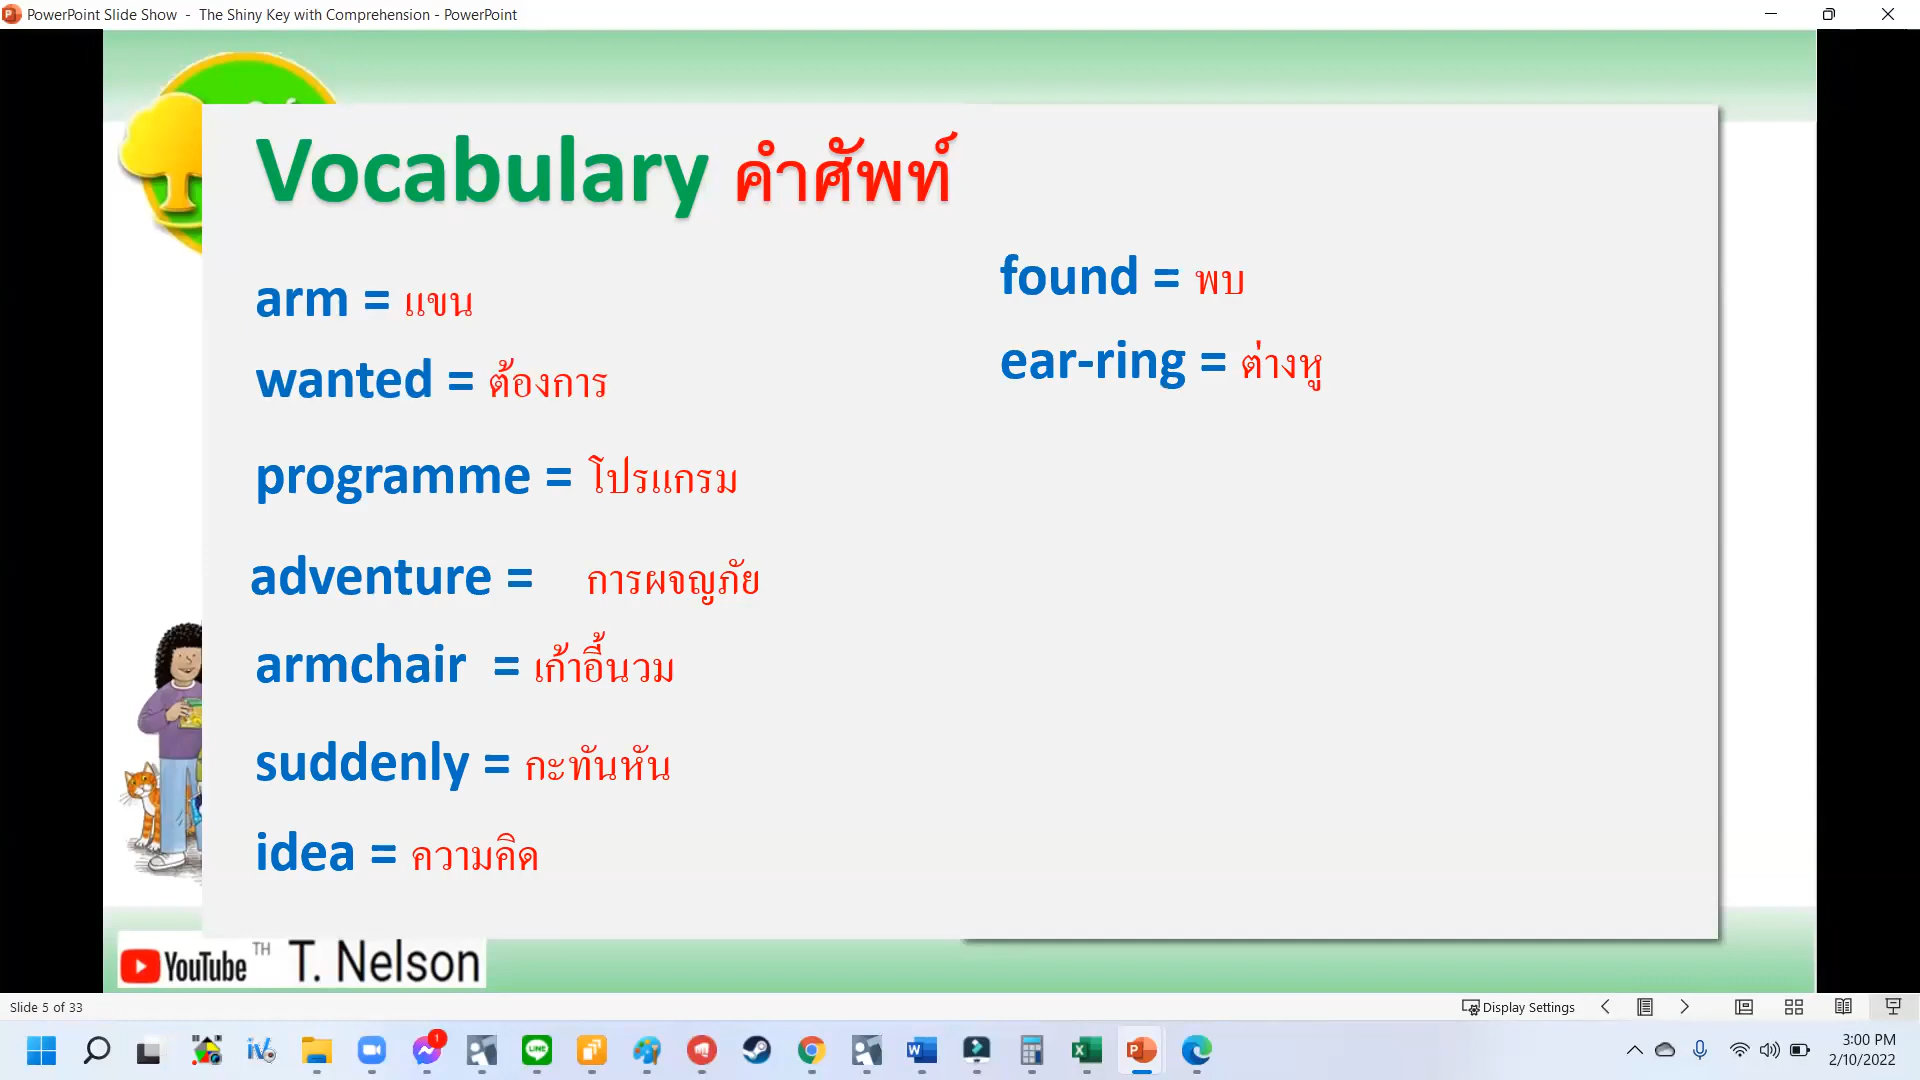 PowerPoint Slide Show - The Shiny Key with Comprehension - PowerPoint
Vocabulary คำศัพท์
arm = แขน
wanted = ต้องการ
programme = โปรแกรม
adventure = การผจญภัย
armchair = เก้าอี้นวม
suddenly = กะทันหัน
idea = ความคิด
found = พบ
ear-ring = ต่างหู
YouTube TH T. Nelson
Slide 5 of 33
Display Settings
1
3:00 PM
2/10/2022